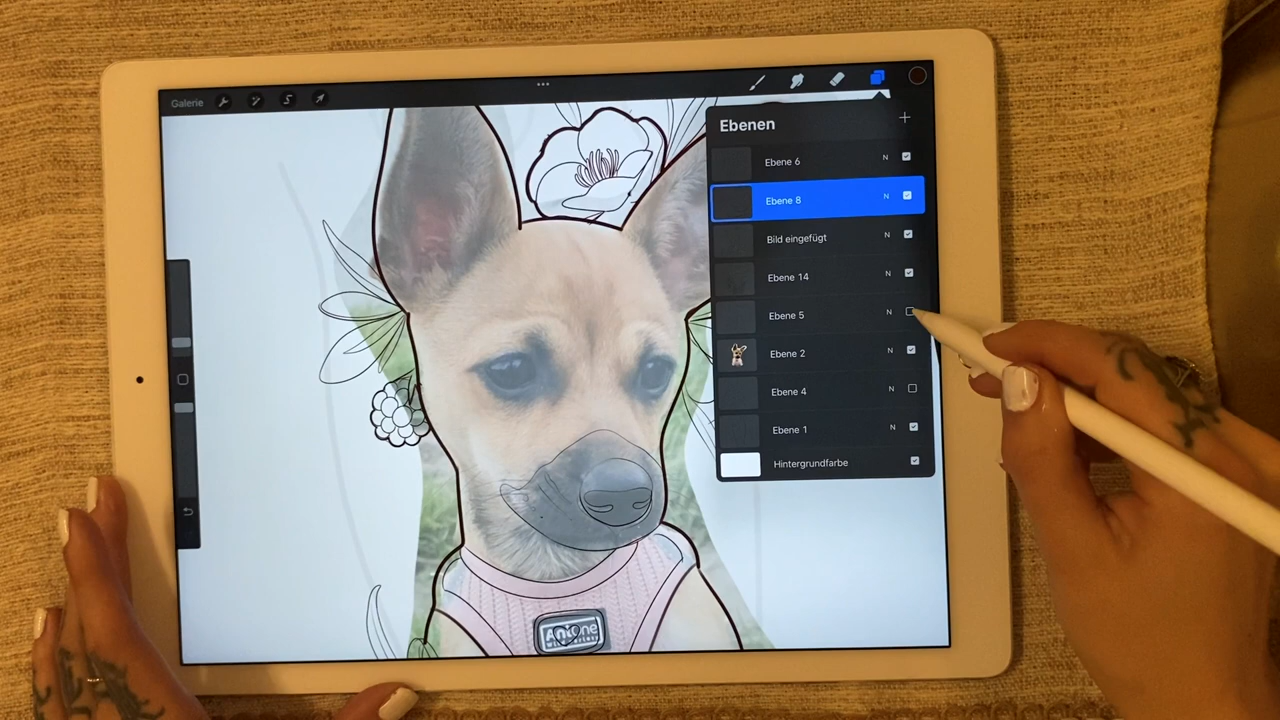 Galerie
Ebenen
Ebene 6 N
Ebene 8 N
Bild eingefügt N
Ebene 14 N
Ebene 5 N
Ebene 2 N
Ebene 4 N
Ebene 1 N
Hintergrundfarbe